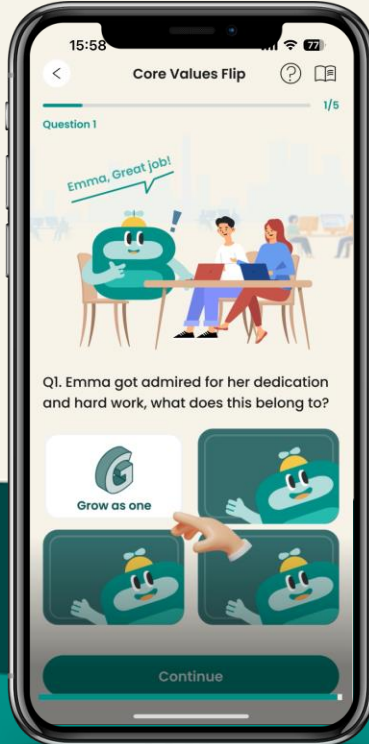 15:58
77
Core Values Flip
?
1/5
Question 1
Emma, Great job!
!
Q1. Emma got admired for her dedication
and hard work, what does this belong to?
G
Grow as one
Continue